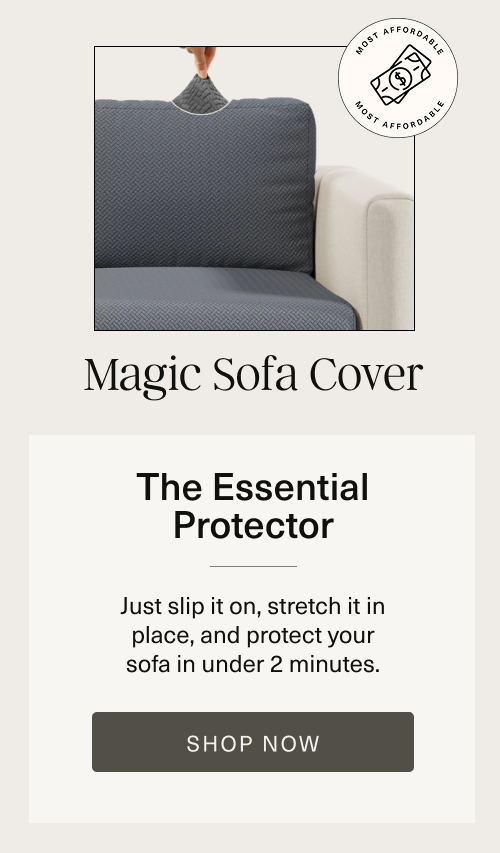 MOST AFFORDABLE
$
MOST AFFORDABLE
Magic Sofa Cover
The Essential
Protector
Just slip it on, stretch it in
place, and protect your
sofa in under 2 minutes.
SHOP NOW